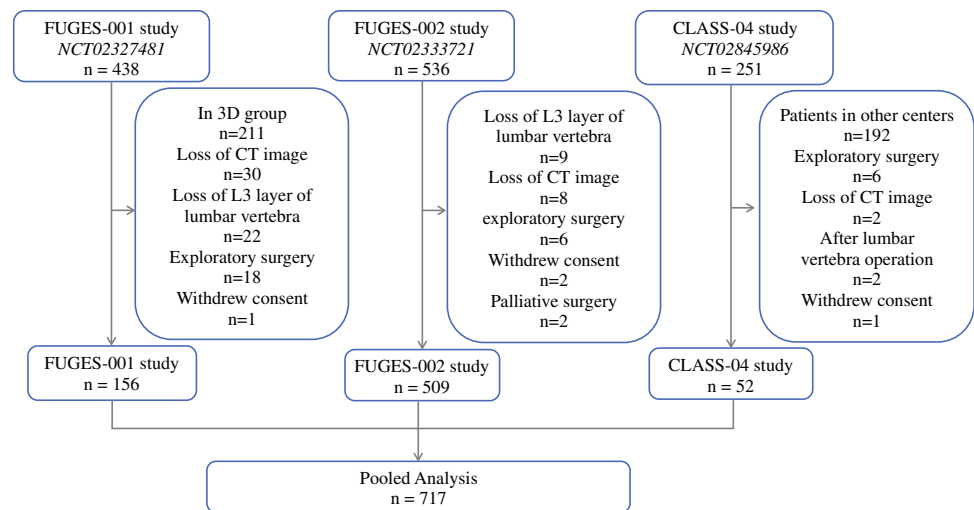 FUGES-001 study
NCT02327481
n = 438
FUGES-002 study
NCT02333721
n = 536
CLASS-04 study
NCT02845986
n = 251
In 3D group
n=211
Loss of CT image
n=30
Loss of L3 layer of
lumbar vertebra
n=22
Exploratory surgery
n=18
Withdrew consent
n=1
Loss of L3 layer of
lumbar vertebra
n=9
Loss of CT image
n=8
exploratory surgery
n=6
Withdrew consent
n=2
Palliative surgery
n=2
Patients in other centers
n=192
Exploratory surgery
n=6
Loss of CT image
n=2
After lumbar
vertebra operation
n=2
Withdrew consent
n=1
FUGES-001 study
n = 156
FUGES-002 study
n = 509
CLASS-04 study
n = 52
Pooled Analysis
n = 717